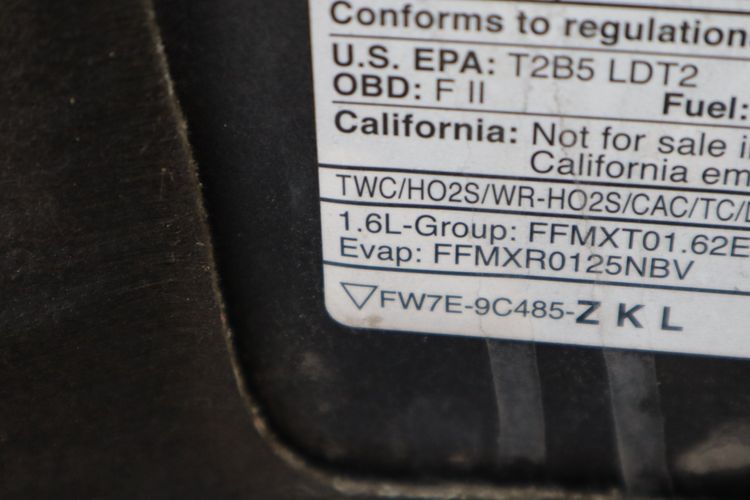 Conforms to regulation
U.S. EPA: T2B5 LDT2
OBD: F II Fuel:
California: Not for sale
California em
TWC/HO2S/WR-HO2S/CAC/TC/
1.6L-Group: FFMXT01.62E
Evap: FFMXR0125NBV
▽FW7E-9C485-Z K L